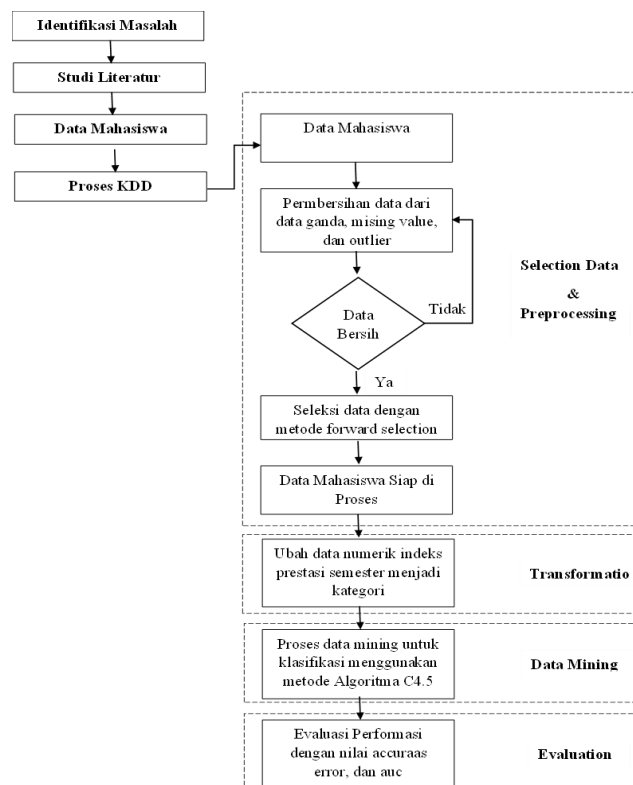 Identifikasi Masalah
Studi Literatur
Data Mahasiswa
Proses KDD
Data Mahasiswa
Permbersihan data dari
data ganda, mising value,
dan outlier
Data
Bersih
Tidak
Ya
Seleksi data dengan
metode forward selection
Data Mahasiswa Siap di
Proses
Selection Data
&
Preprocessing
Ubah data numerik indeks
prestasi semester menjadi
kategori
Transformatio
Proses data mining untuk
klasifikasi menggunakan
metode Algoritma C4.5
Data Mining
Evaluasi Performasi
dengan nilai accuraas
error, dan auc
Evaluation